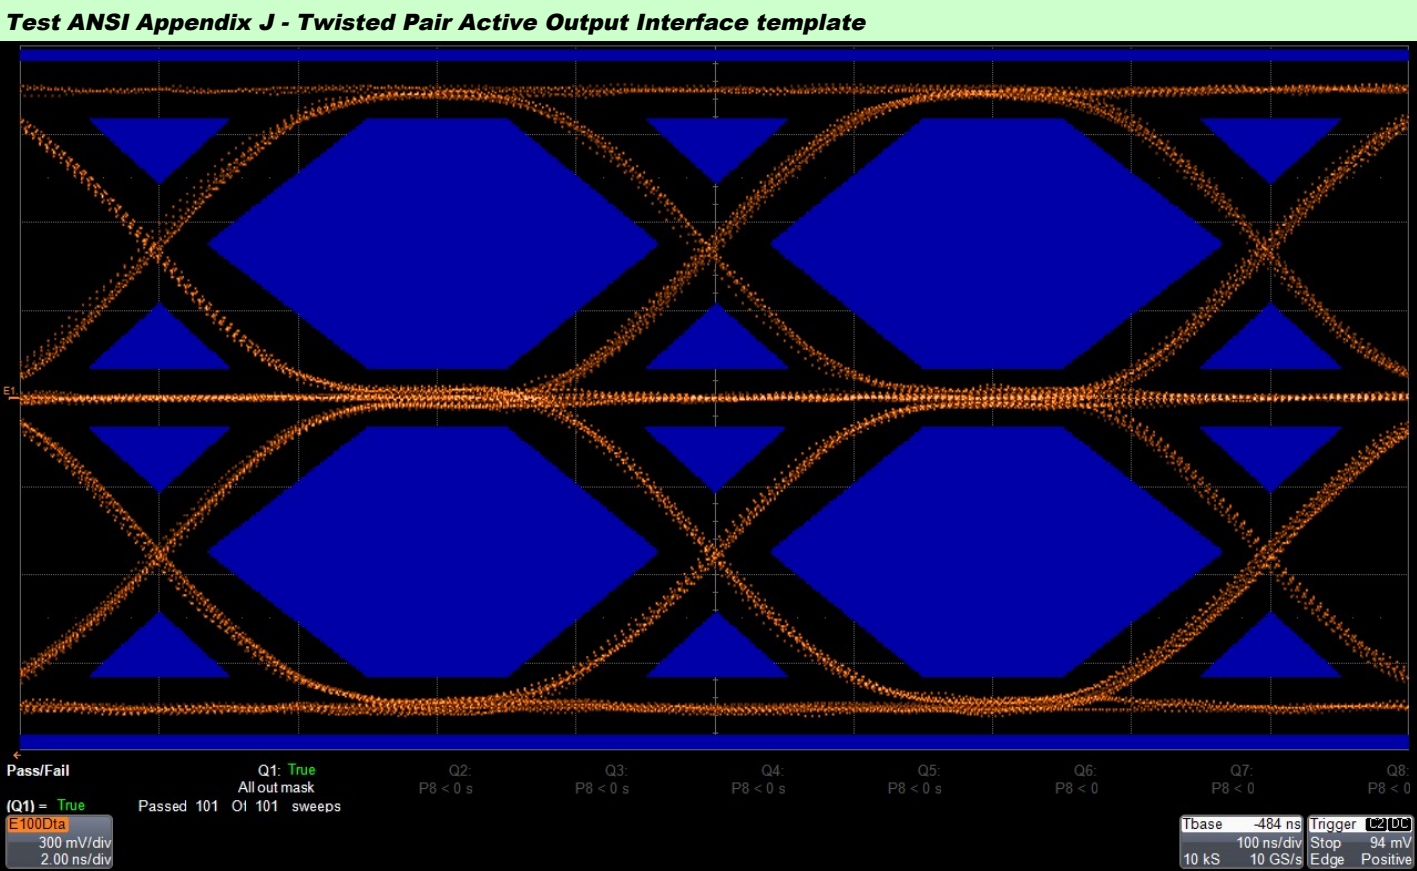 Test ANSI Appendix J - Twisted Pair Active Output Interface template
E1
Pass/Fail Q1: True Q2: Q3: Q4: Q5: Q6: Q7: Q8:
All out mask P8 < 0 s P8 < 0 s P8 < 0 s P8 < 0 s P8 < 0 P8 < 0 P8 < 0
(Q1) = True Passed 101 Of 101 sweeps
E100Dta Tbase -484 ns Trigger C2 DC
300 mV/div 100 ns/div Stop 94 mV
2.00 ns/div 10 kS 10 GS/s Edge Positive